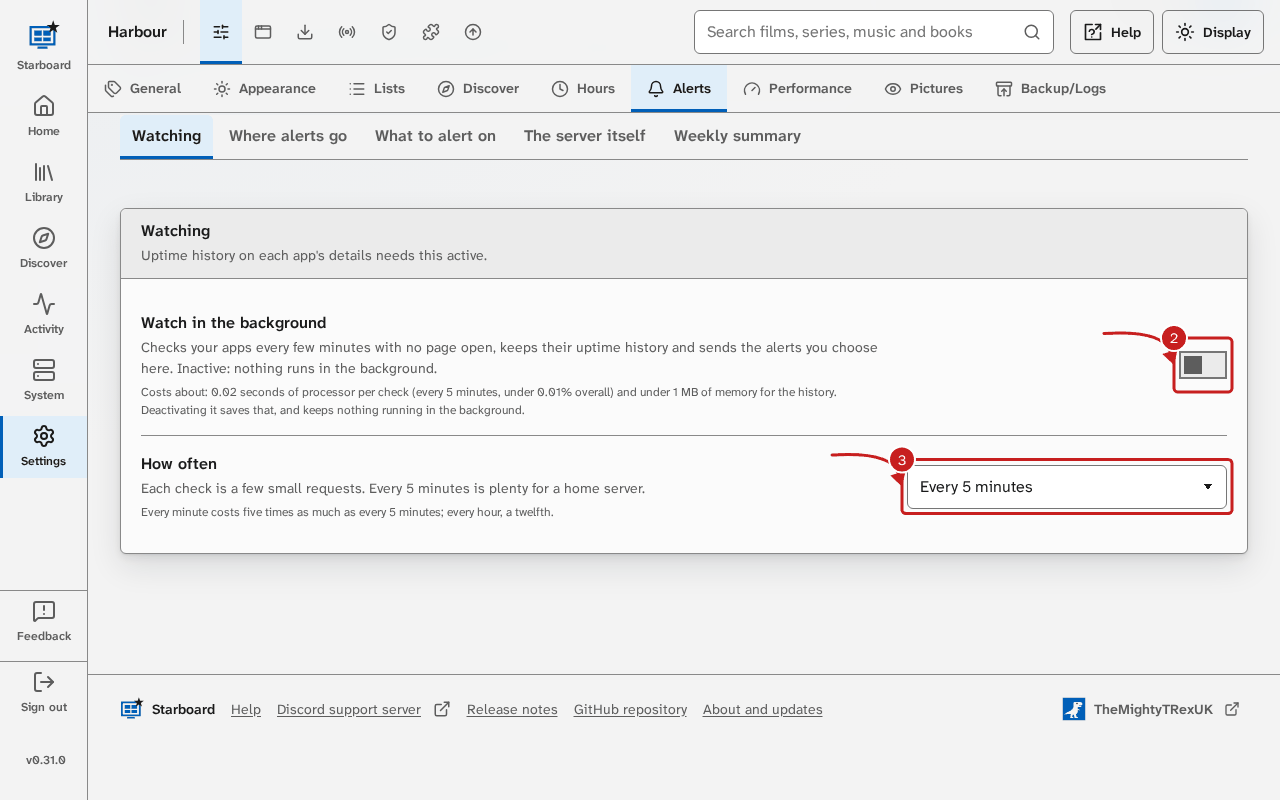 Starboard
Home
Library
Discover
Activity
System
Settings
Feedback
Sign out
v0.31.0
Harbour
Search films, series, music and books
Help
Display
General
Appearance
Lists
Discover
Hours
Alerts
Performance
Pictures
Backup/Logs
Watching
Where alerts go
What to alert on
The server itself
Weekly summary
Watching
Uptime history on each app's details needs this active.
Watch in the background
Checks your apps every few minutes with no page open, keeps their uptime history and sends the alerts you choose
here. Inactive: nothing runs in the background.
Costs about: 0.02 seconds of processor per check (every 5 minutes, under 0.01% overall) and under 1 MB of memory for the history.
Deactivating it saves that, and keeps nothing running in the background.
2
How often
Each check is a few small requests. Every 5 minutes is plenty for a home server.
Every minute costs five times as much as every 5 minutes; every hour, a twelfth.
3
Every 5 minutes
Starboard
Help
Discord support server
Release notes
GitHub repository
About and updates
TheMightyTRexUK